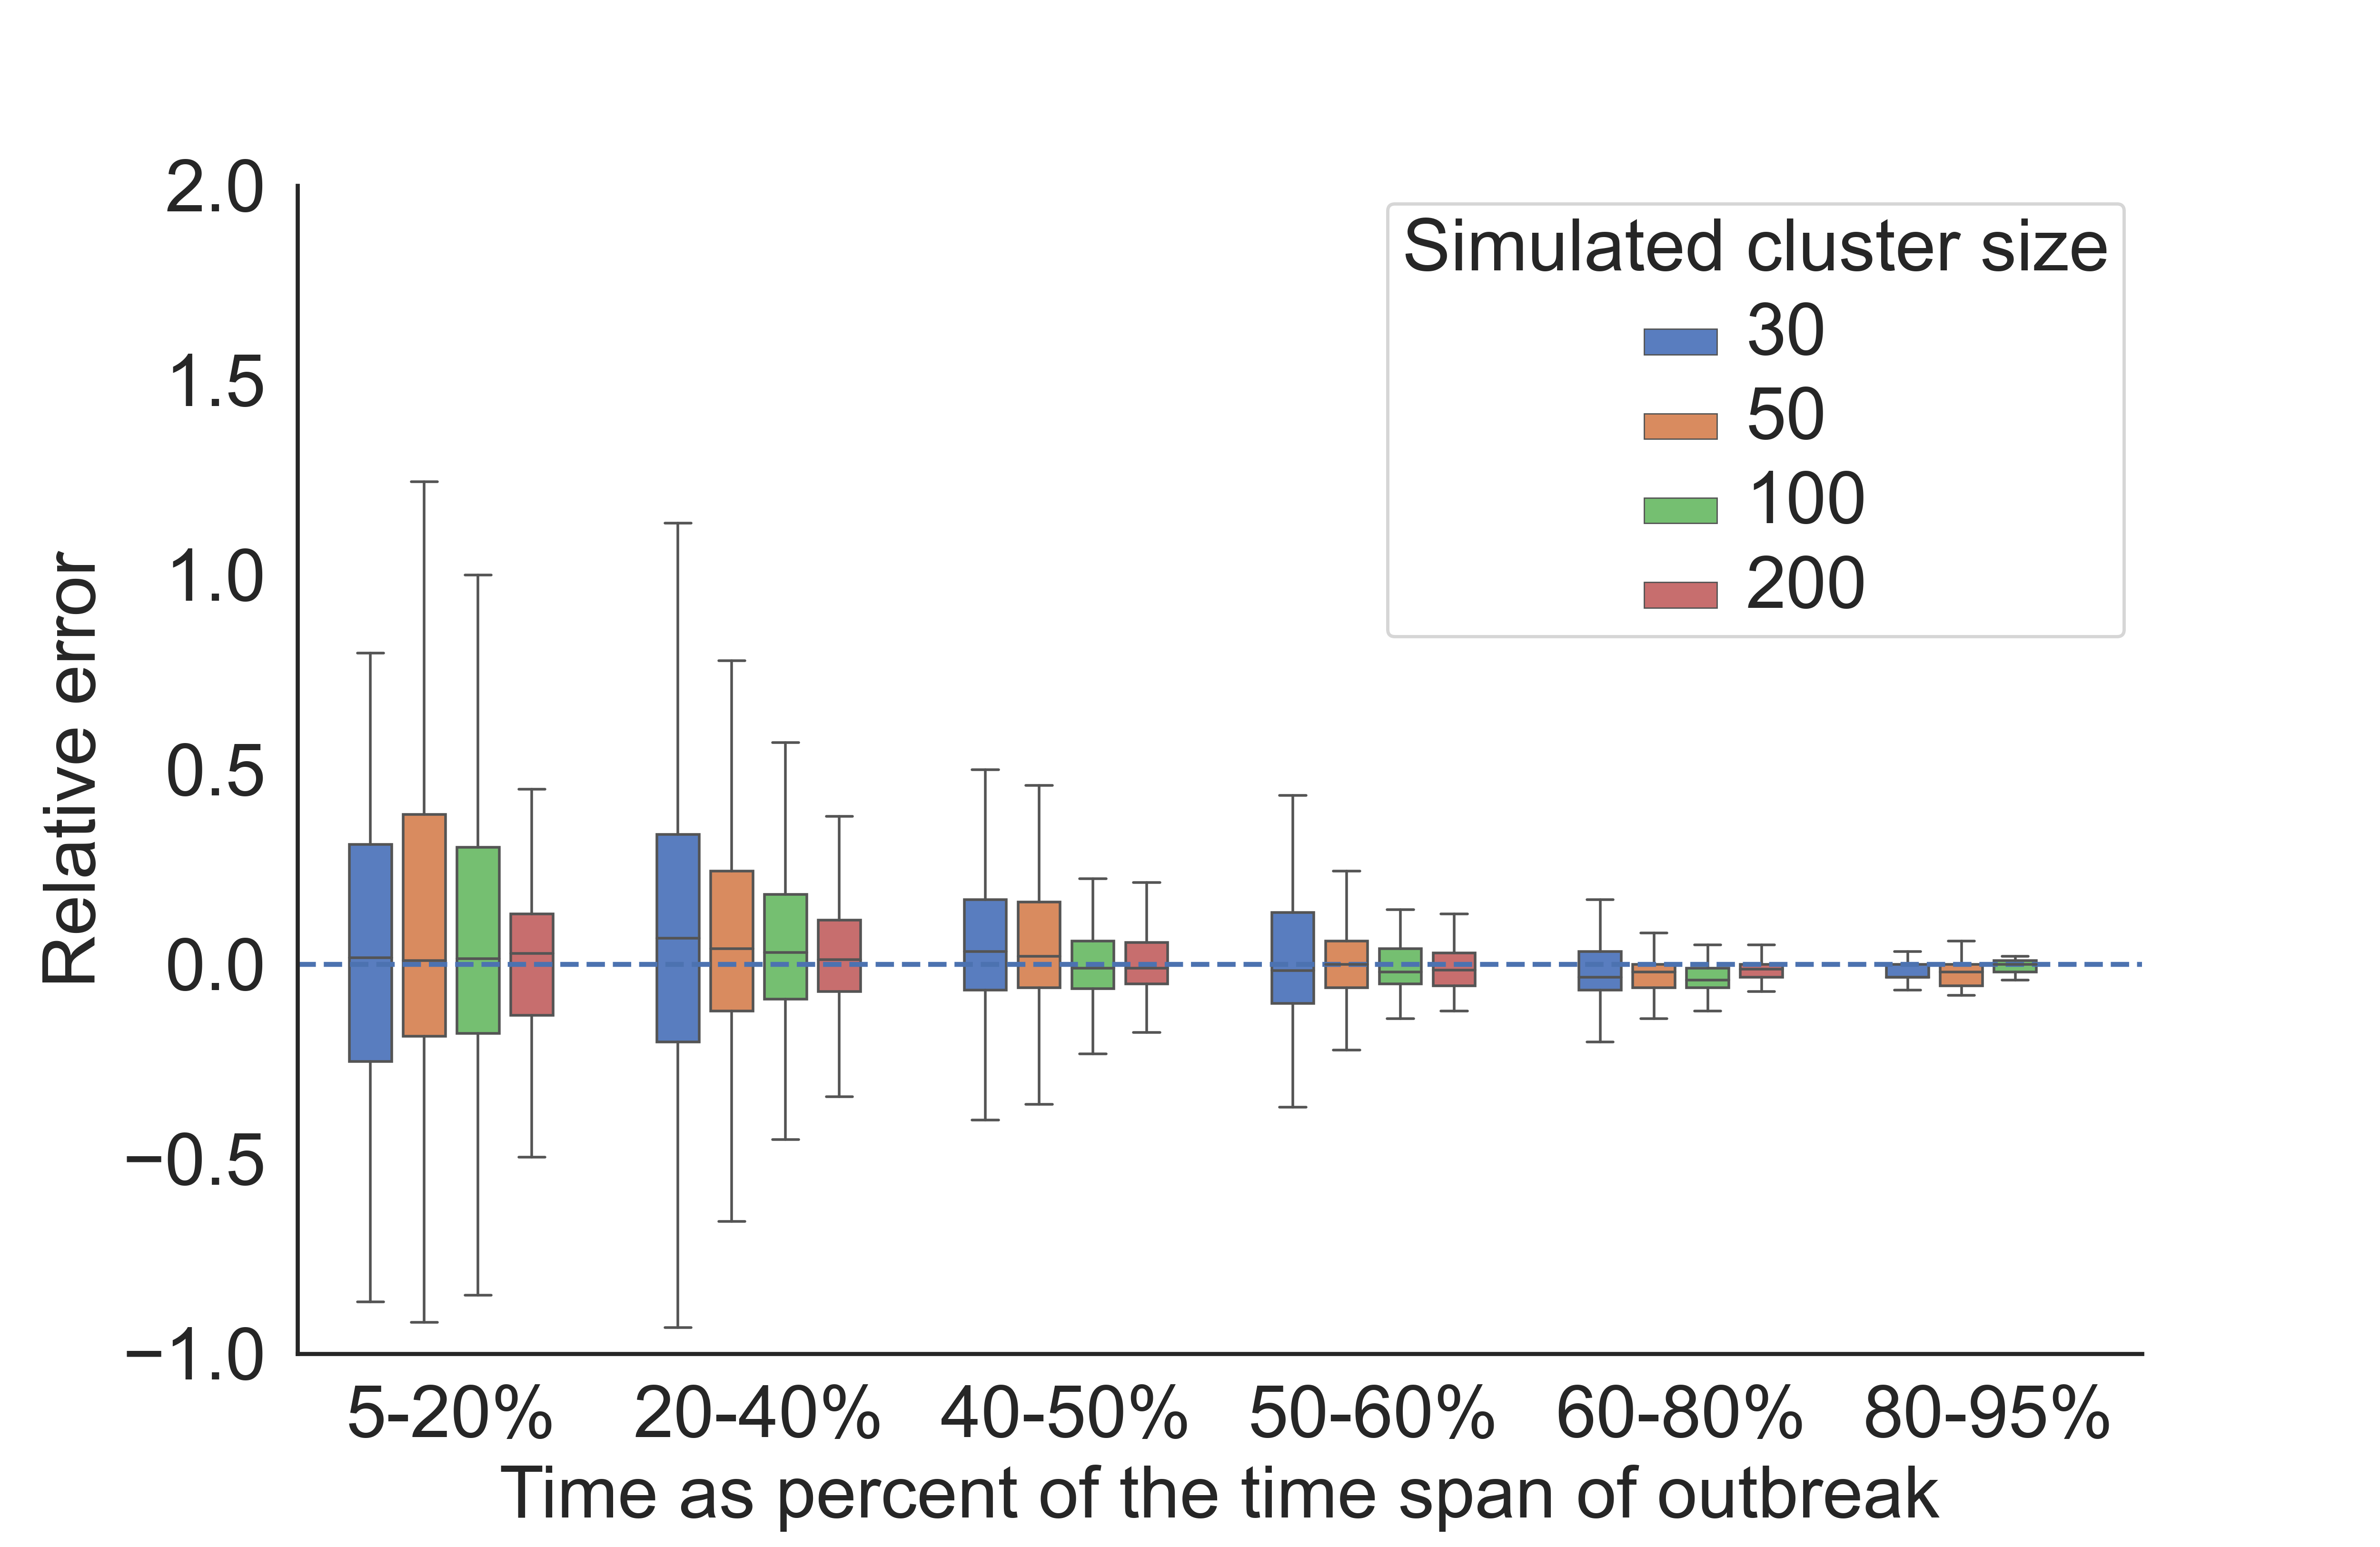 2.0
1.5
1.0
0.5
0.0
−0.5
−1.0
Relative error
Simulated cluster size
30
50
100
200
5-20% 20-40% 40-50% 50-60% 60-80% 80-95%
Time as percent of the time span of outbreak